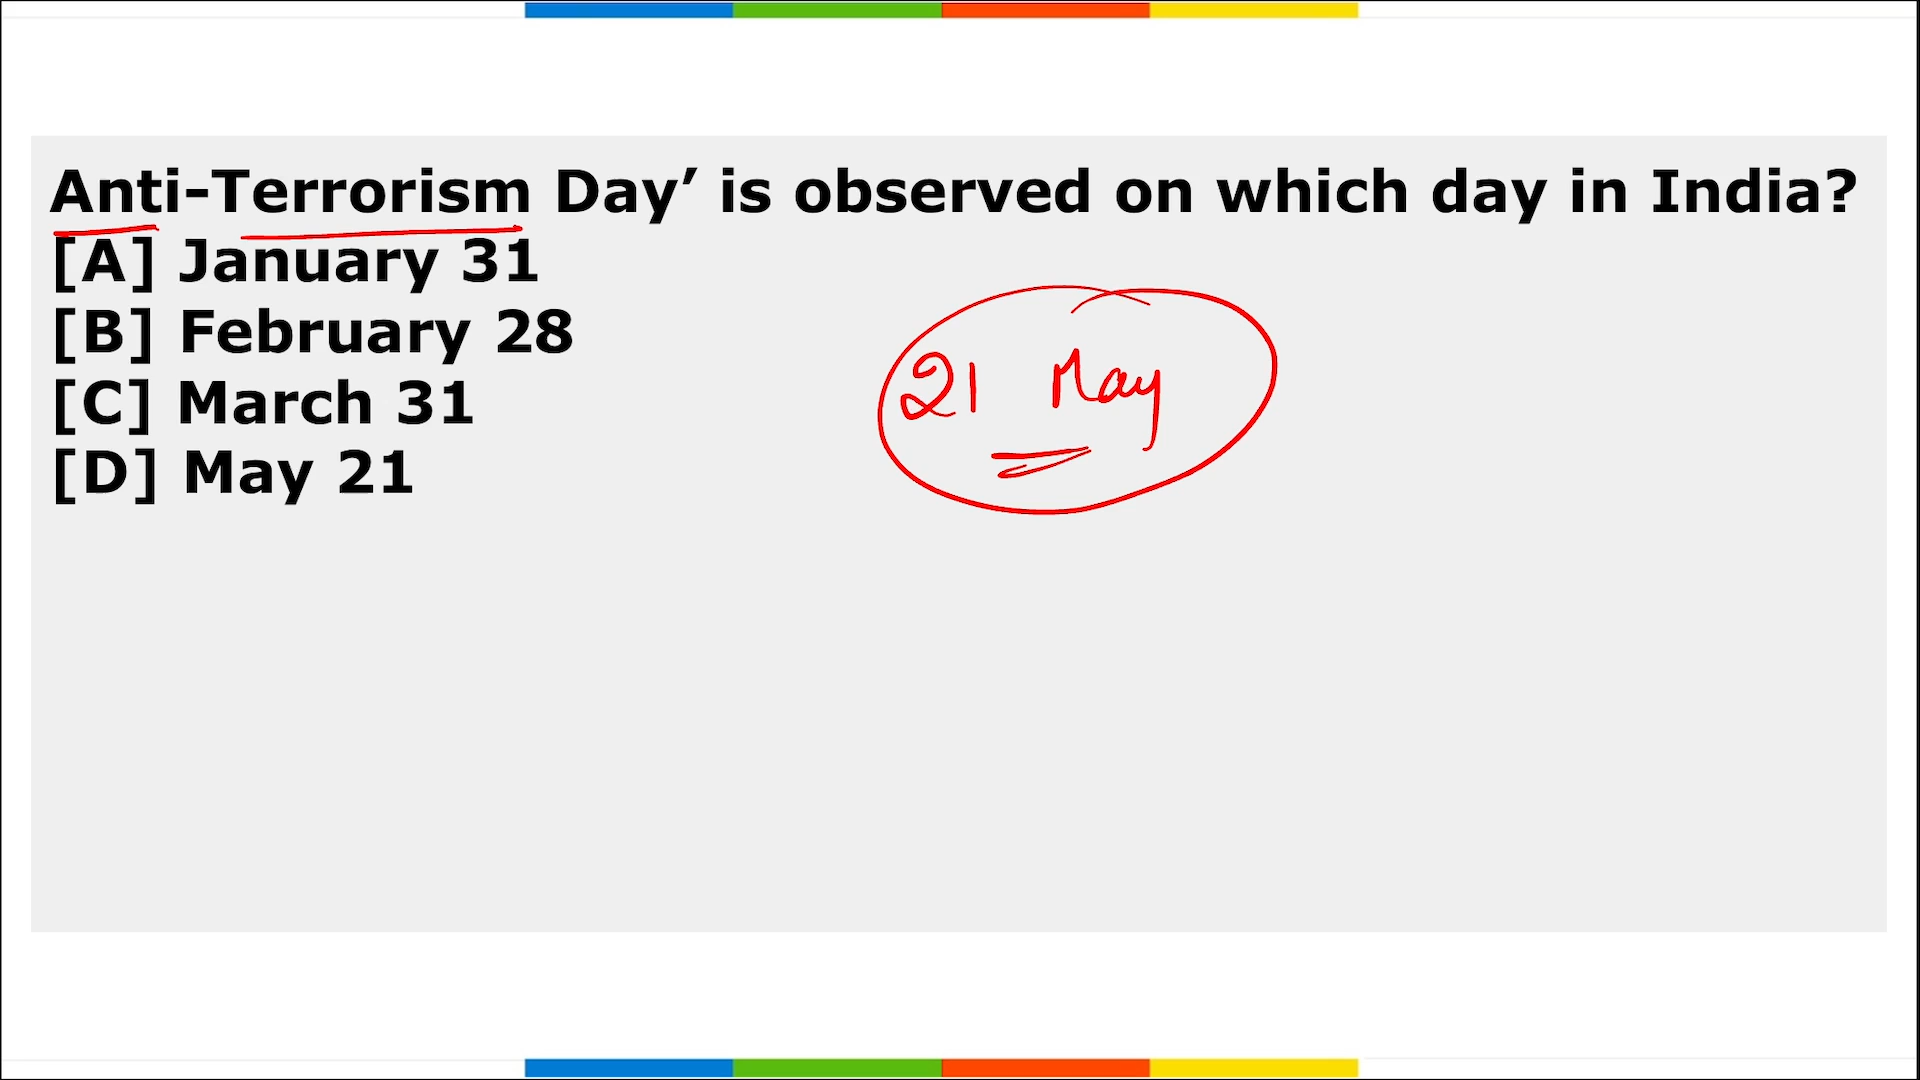 Anti-Terrorism Day’ is observed on which day in India?
[A] January 31
[B] February 28
[C] March 31
[D] May 21
21 May